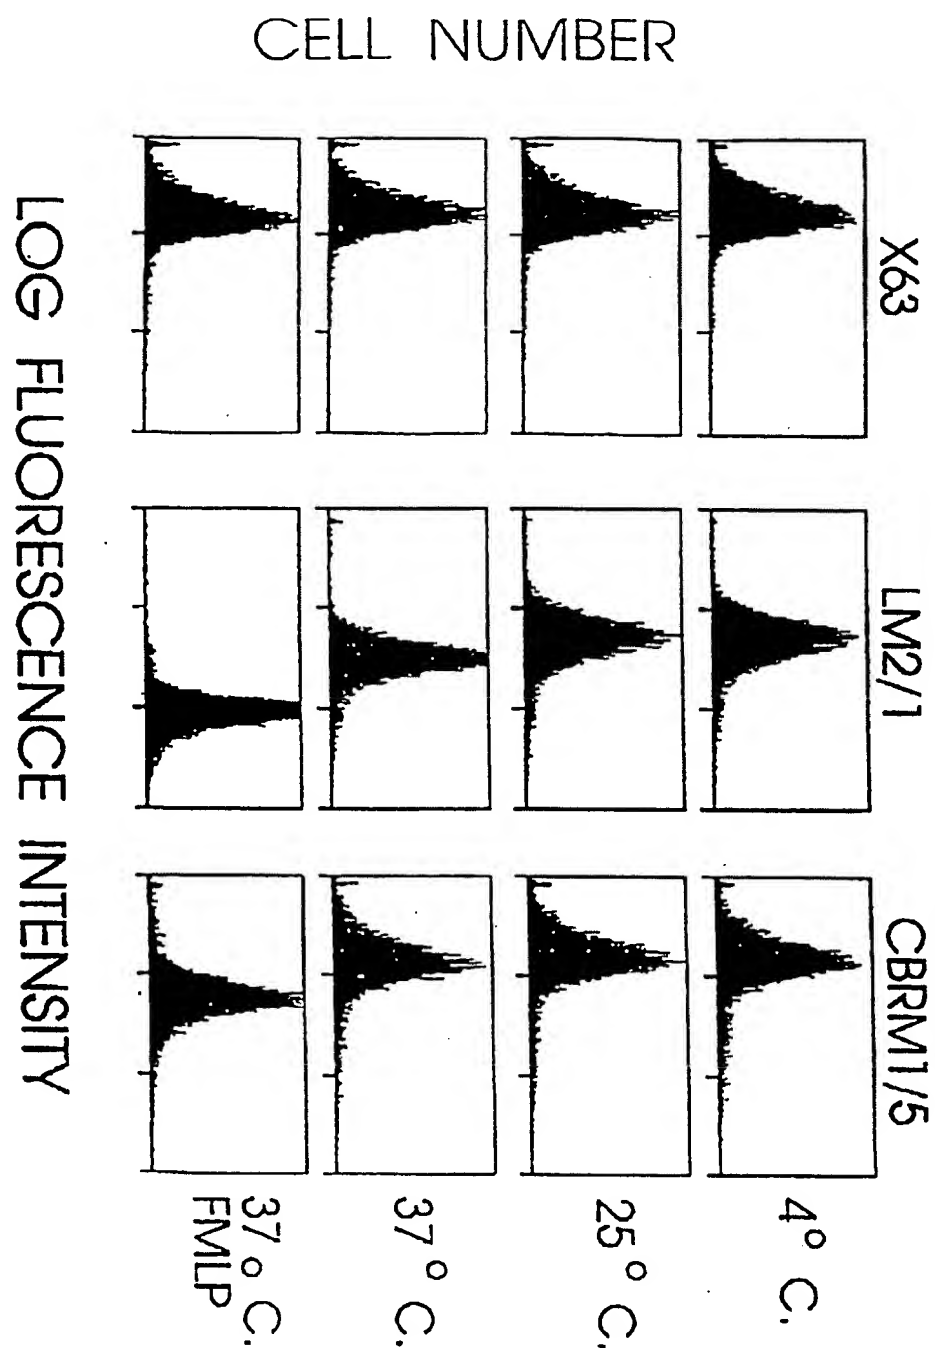 CELL NUMBER
X63
LM2/1
CBRM1/5
4° C.
25° C.
37° C.
37° C.
FMLP
LOG FLUORESCENCE INTENSITY